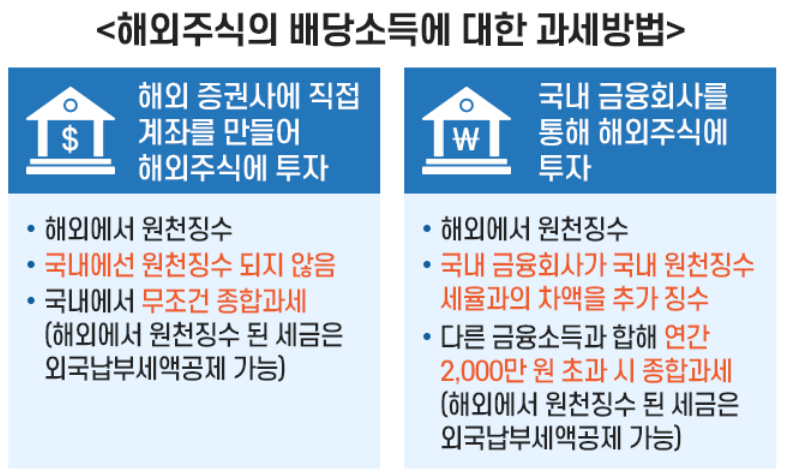 <해외주식의 배당소득에 대한 과세방법>
$
해외 증권사에 직접
계좌를 만들어
해외주식에 투자
• 해외에서 원천징수
• 국내에선 원천징수 되지 않음
• 국내에서 무조건 종합과세
(해외에서 원천징수 된 세금은
외국납부세액공제 가능)
₩
국내 금융회사를
통해 해외주식에
투자
• 해외에서 원천징수
• 국내 금융회사가 국내 원천징수
세율과의 차액을 추가 징수
• 다른 금융소득과 합해 연간
2,000만 원 초과 시 종합과세
(해외에서 원천징수 된 세금은
외국납부세액공제 가능)